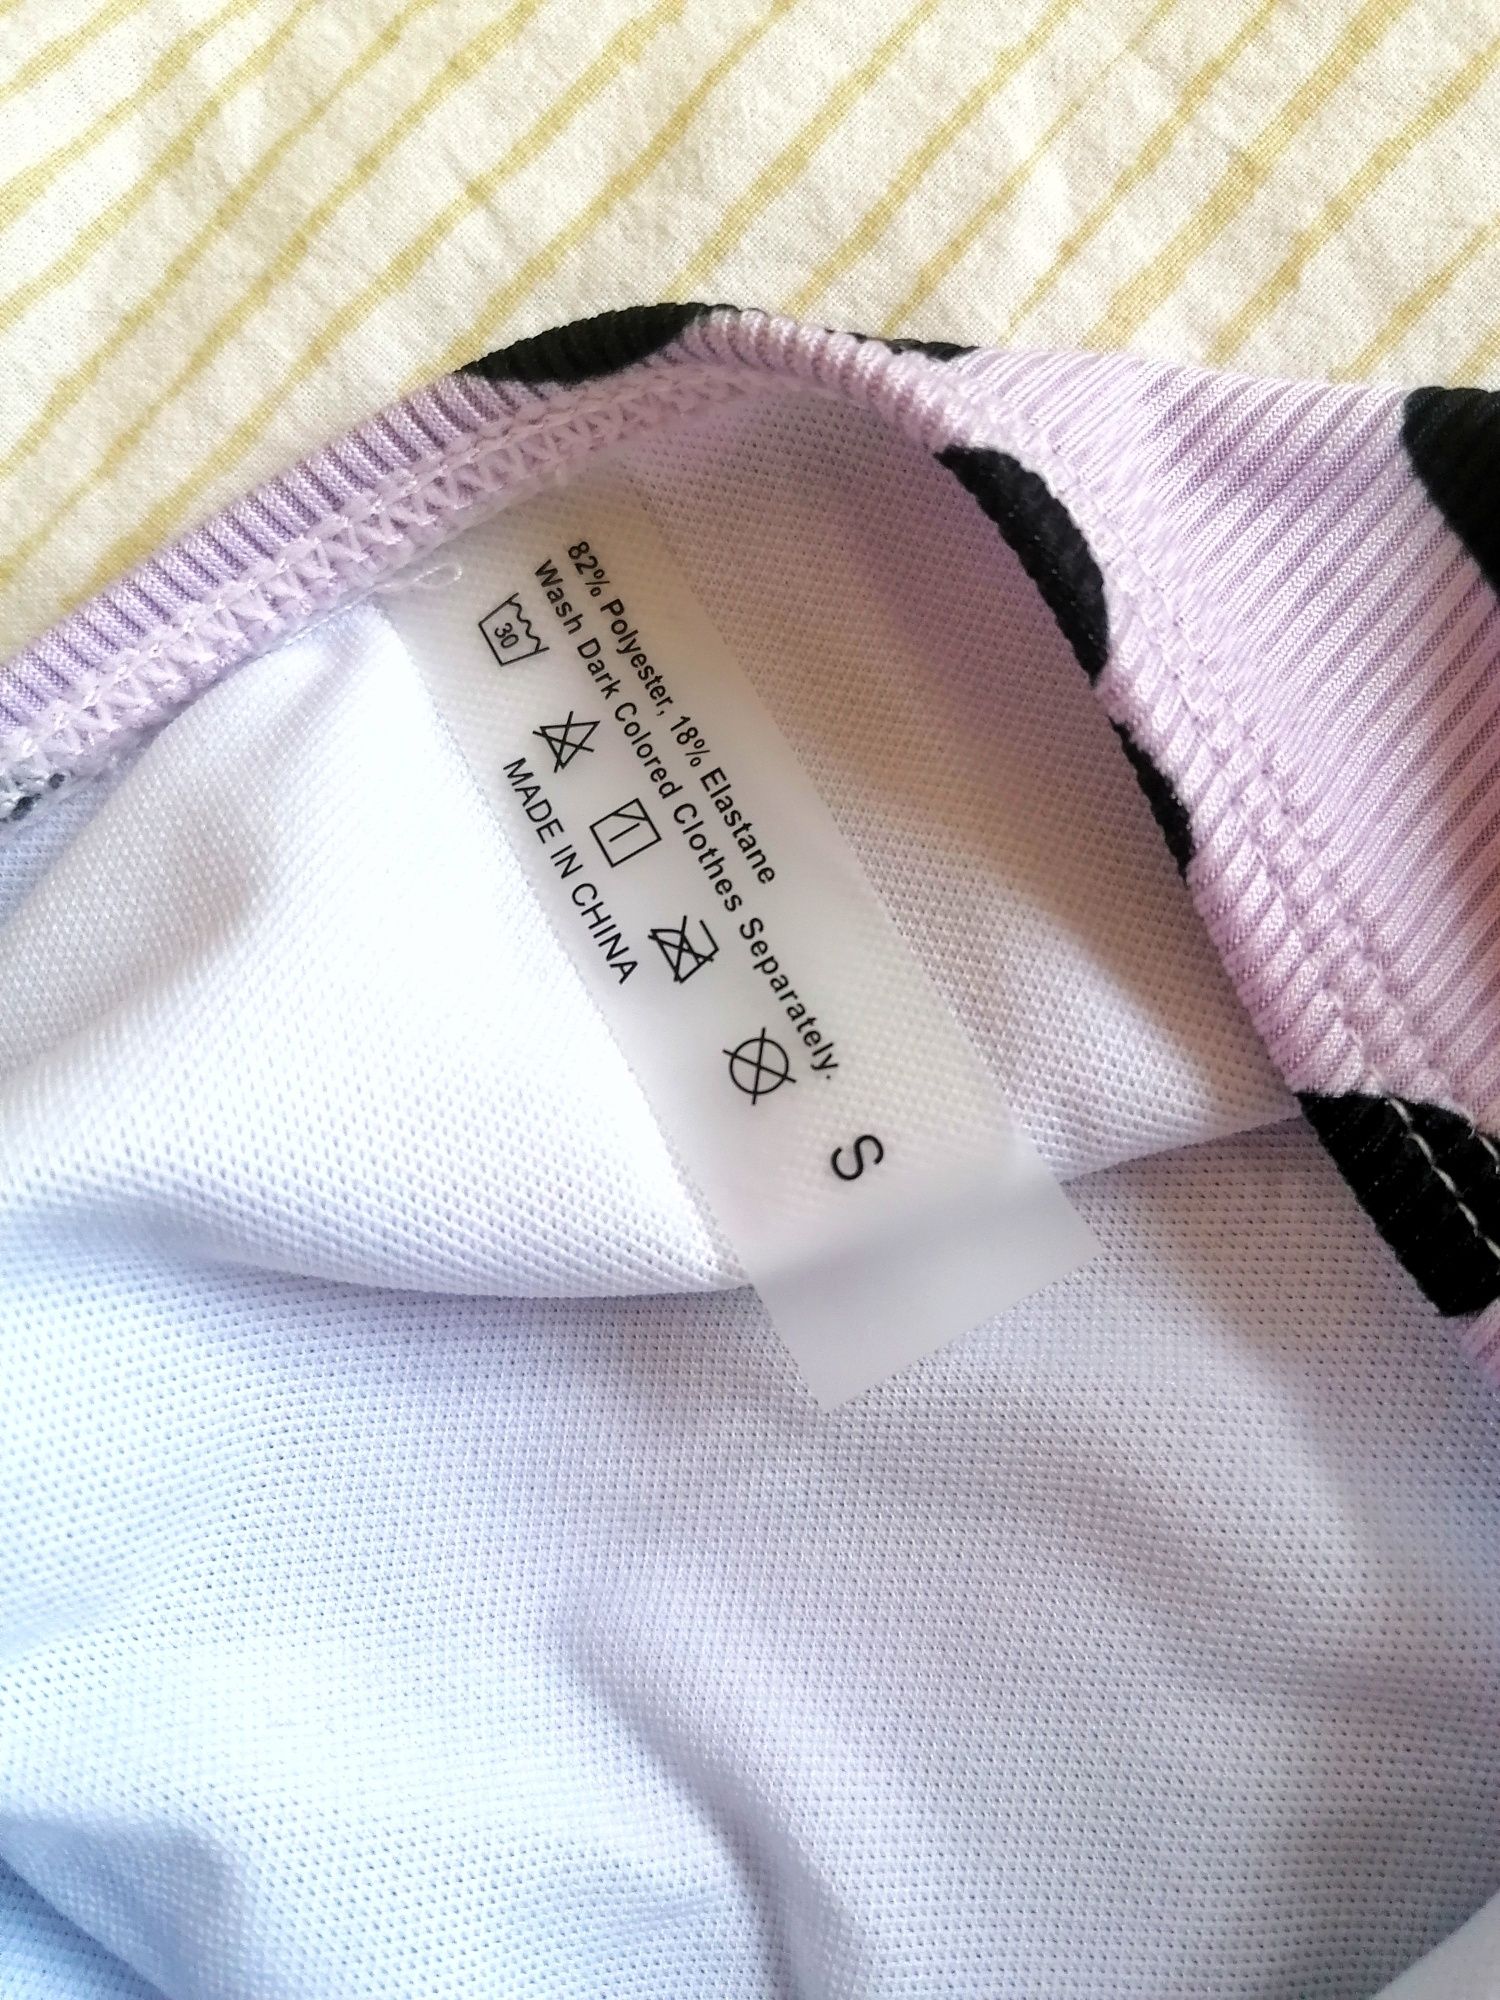 82% Polyester, 18% Elastane
Wash Dark Colored Clothes Separately.
30
MADE IN CHINA
S